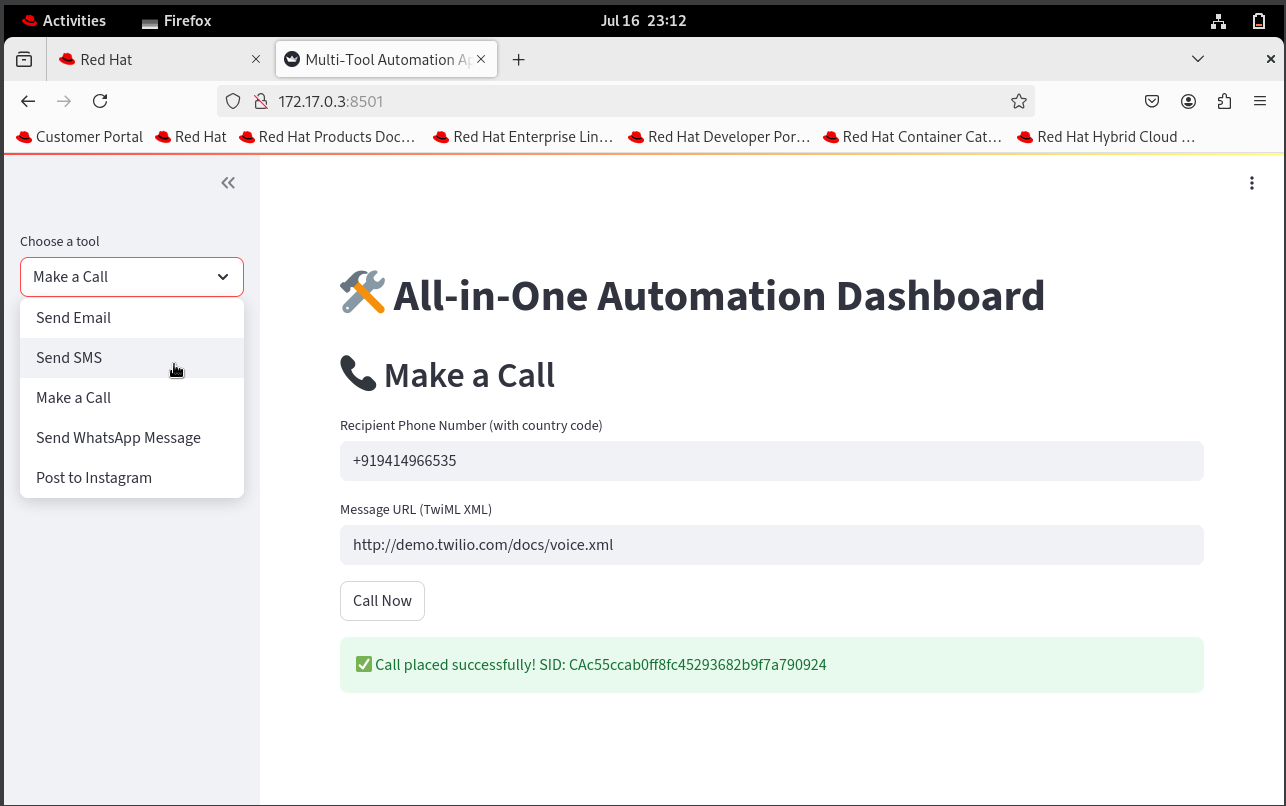 Activities Firefox Jul 16 23:12
Red Hat Multi-Tool Automation Ap
172.17.0.3:8501
Customer Portal Red Hat Red Hat Products Doc… Red Hat Enterprise Lin… Red Hat Developer Por… Red Hat Container Cat… Red Hat Hybrid Cloud …
Choose a tool
Make a Call
Send Email
Send SMS
Make a Call
Send WhatsApp Message
Post to Instagram
All-in-One Automation Dashboard
Make a Call
Recipient Phone Number (with country code)
+919414966535
Message URL (TwiML XML)
http://demo.twilio.com/docs/voice.xml
Call Now
✅ Call placed successfully! SID: CAc55ccab0ff8fc45293682b9f7a790924